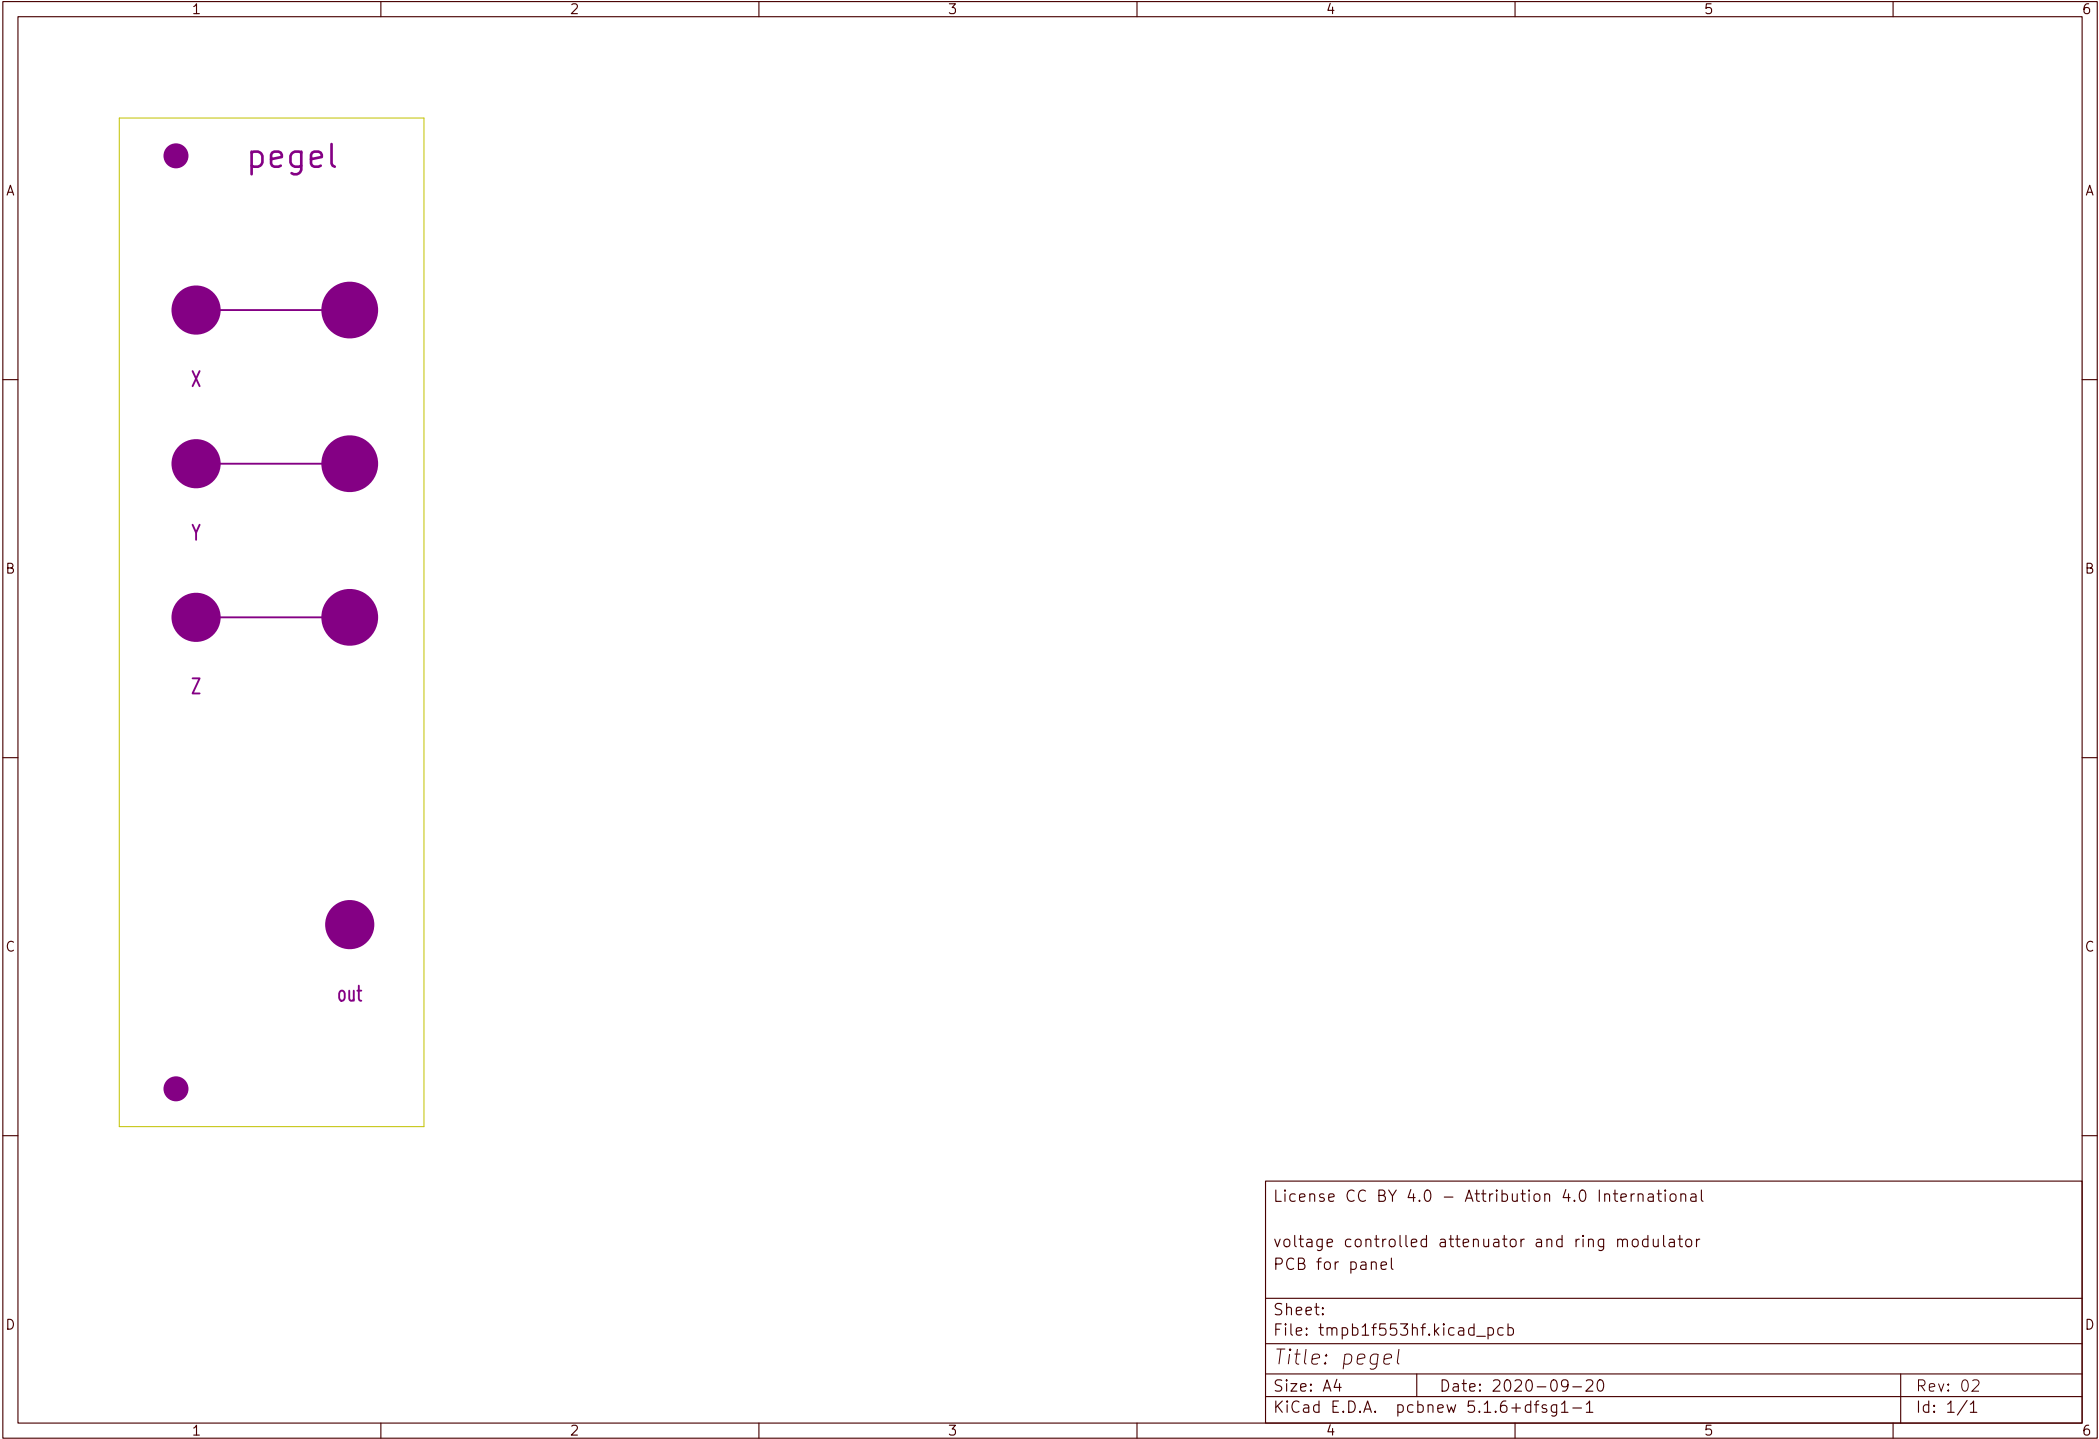 1 2 3 4 5 6
A A
pegel
X
B B
Y
Z
C C
out
D D
License CC BY 4.0 – Attribution 4.0 International
voltage controlled attenuator and ring modulator
PCB for panel
Sheet:
File: tmpb1f553hf.kicad_pcb
Title: pegel
Size: A4 Date: 2020-09-20 Rev: 02
KiCad E.D.A. pcbnew 5.1.6+dfsg1-1 Id: 1/1
1 2 3 4 5 6